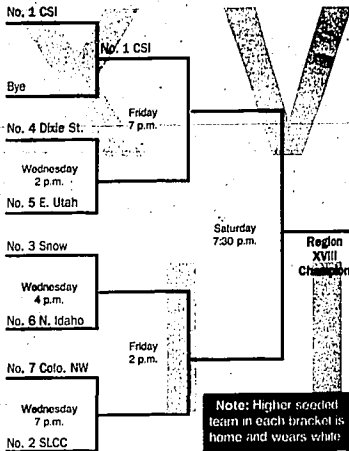 No. 1 CSI
No. 1 CSI
Bye
Friday
7 p.m.
No. 4 Dixie St.
Wednesday
2 p.m.
No. 5 E. Utah
Saturday
7:30 p.m.
No. 3 Snow
Region
XVIII
Champion
Wednesday
4 p.m.
No. 6 N. Idaho
Friday
2 p.m.
No. 7 Colo. NW
Wednesday
7 p.m.
No. 2 SLCC
Note: Higher seeded
team in each bracket is
home and wears white